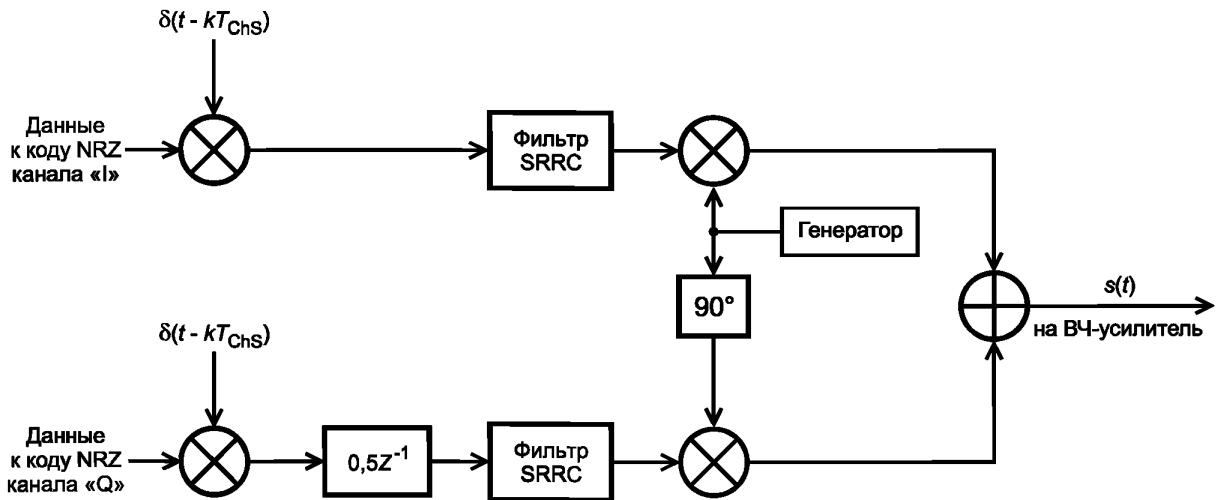 δ(t - kT_ChS)
Данные
к коду NRZ
канала «I»
Фильтр
SRRC
Генератор
90°
s(t)
на ВЧ-усилитель
δ(t - kT_ChS)
Данные
к коду NRZ
канала «Q»
0,5Z⁻¹
Фильтр
SRRC